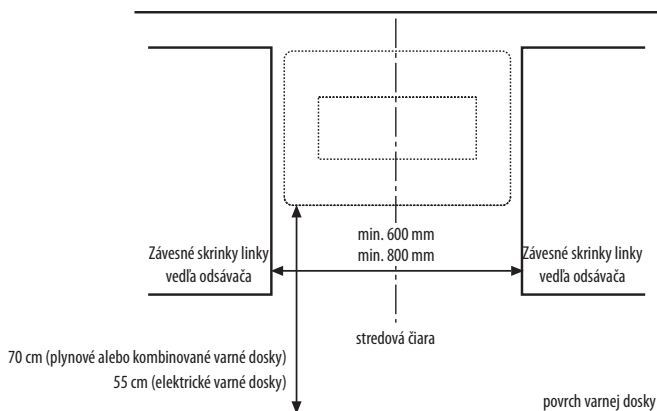 min. 600 mm
min. 800 mm
Závesné skrinky linky
vedľa odsávača
Závesné skrinky linky
vedľa odsávača
stredová čiara
70 cm (plynové alebo kombinované varné dosky)
55 cm (elektrické varné dosky)
povrch varnej dosky